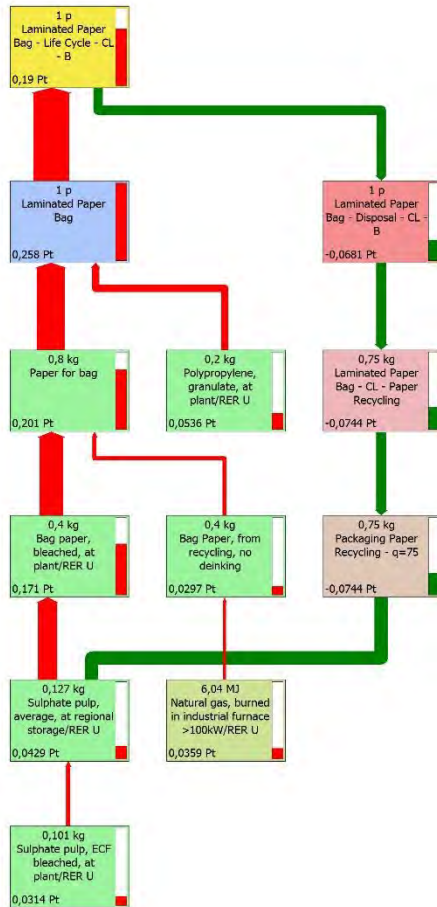 1 p
Laminated Paper
Bag - Life Cycle - CL
- B
0,19 Pt
1 p
Laminated Paper
Bag
0,258 Pt
1 p
Laminated Paper
Bag - Disposal - CL -
B
-0,0681 Pt
0,8 kg
Paper for bag
0,201 Pt
0,2 kg
Polypropylene,
granulate, at
plant/RER U
0,0536 Pt
0,75 kg
Laminated Paper
Bag - CL - Paper
Recycling
-0,0744 Pt
0,4 kg
Bag paper,
bleached, at
plant/RER U
0,171 Pt
0,4 kg
Bag Paper, from
recycling, no
deinking
0,0297 Pt
0,75 kg
Packaging Paper
Recycling - q=75
-0,0744 Pt
0,127 kg
Sulphate pulp,
average, at regional
storage/RER U
0,0429 Pt
6,04 MJ
Natural gas, burned
in industrial furnace
>100kW/RER U
0,0359 Pt
0,101 kg
Sulphate pulp, ECF
bleached, at
plant/RER U
0,0314 Pt